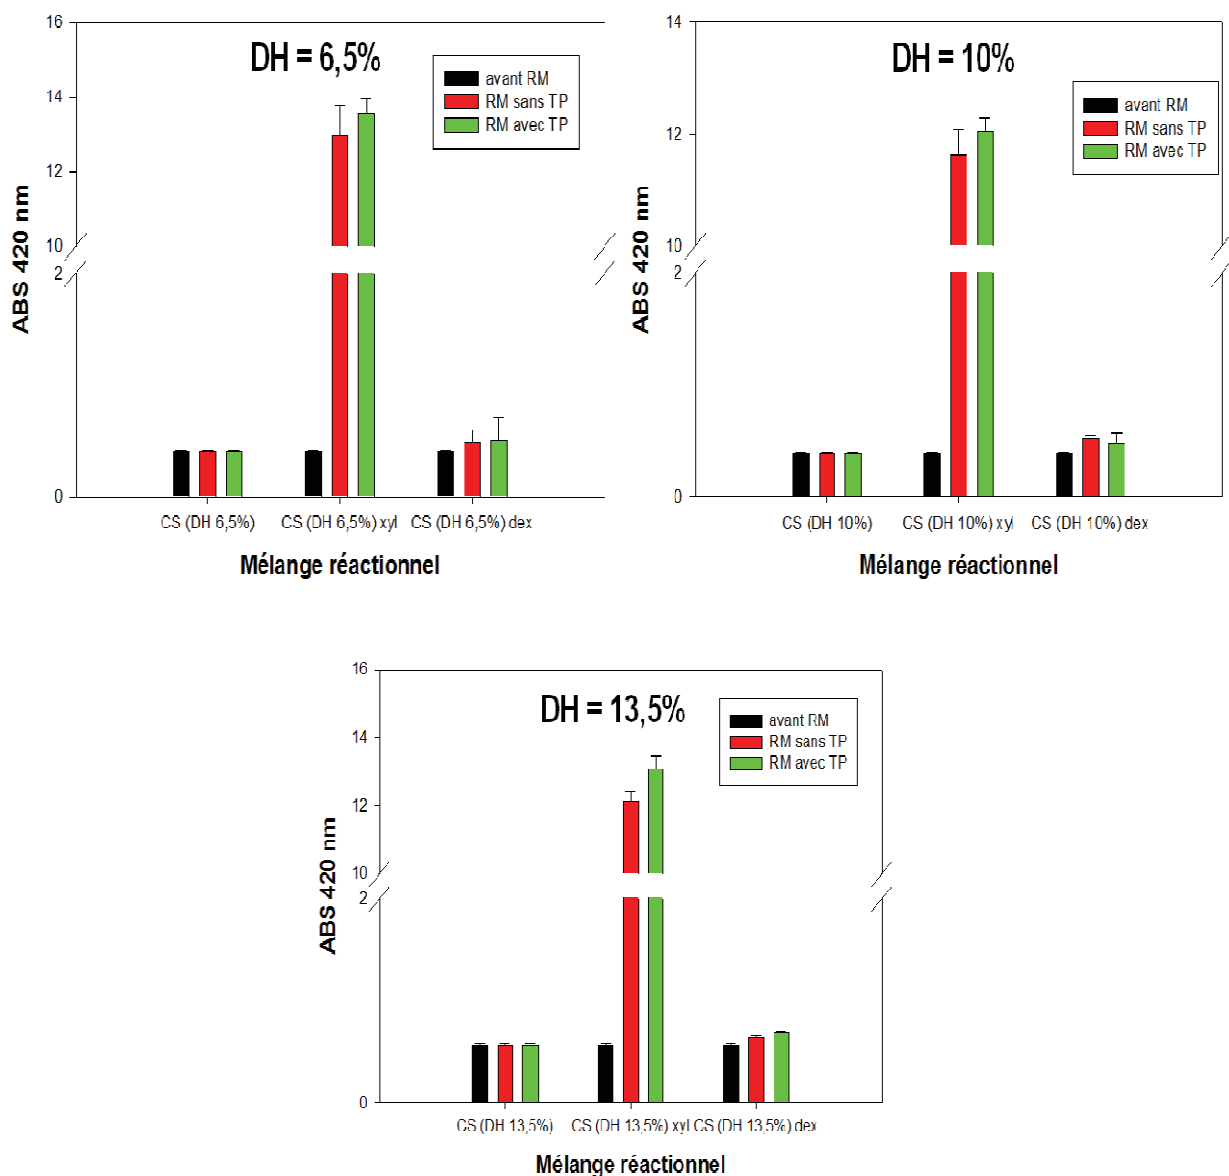 16
14
12
10
2
0
ABS 420 nm
DH = 6,5%
avant RM
RM sans TP
RM avec TP
CS (DH 6,5%)
CS (DH 6,5%) xyl
CS (DH 6,5%) dex
Mélange réactionnel
14
12
10
2
0
ABS 420 nm
DH = 10%
avant RM
RM sans TP
RM avec TP
CS (DH 10%)
CS (DH 10%) xyl
CS (DH 10%) dex
Mélange réactionnel
16
14
12
10
2
0
ABS 420 nm
DH = 13,5%
avant RM
RM sans TP
RM avec TP
CS (DH 13,5%)
CS (DH 13,5%) xyl
CS (DH 13,5%) dex
Mélange réactionnel